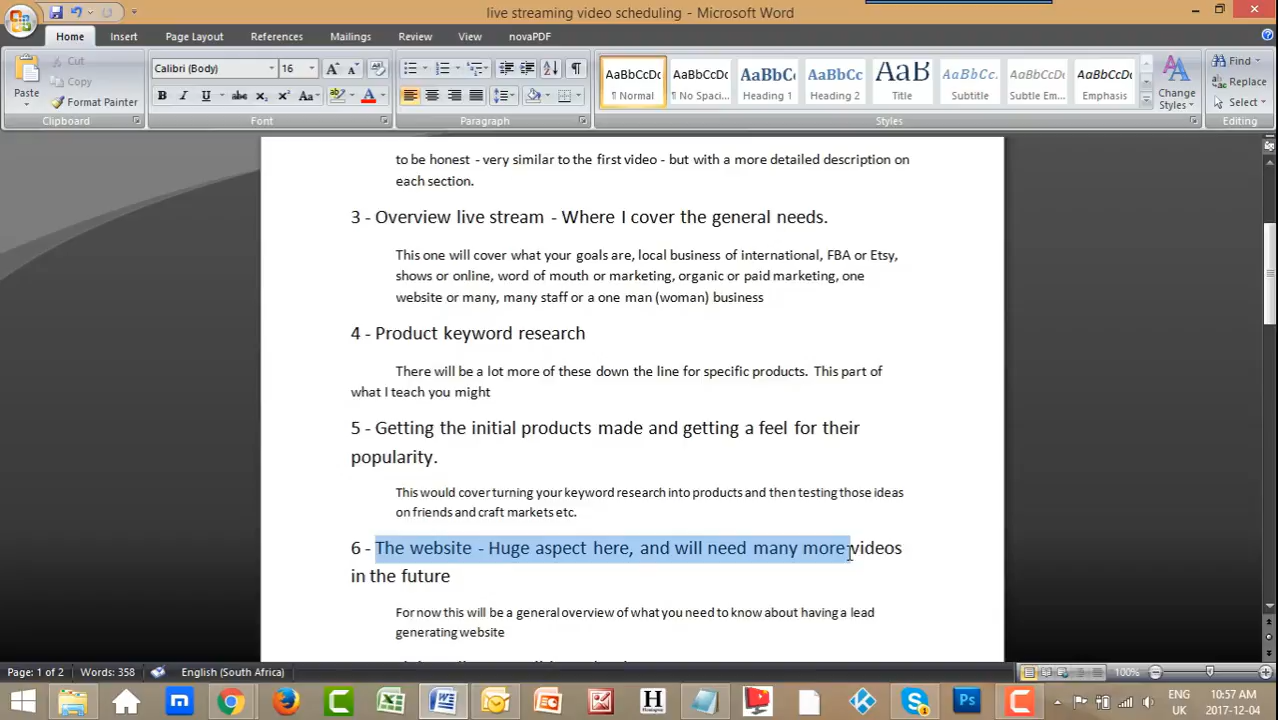 live streaming video scheduling - Microsoft Word
Home Insert Page Layout References Mailings Review View novaPDF
Paste Cut Copy Format Painter
Calibri (Body) 16
AaBbCcDc AaBbCcDc AaBbC AaBbCc AaB AaBbCc. AaBbCcDc AaBbCcDc
¶ Normal ¶ No Spaci... Heading 1 Heading 2 Title Subtitle Subtle Em... Emphasis
Change Styles
Find Replace Select
Clipboard Font Paragraph Styles Editing
to be honest - very similar to the first video - but with a more detailed description on
each section.
3 - Overview live stream - Where I cover the general needs.
This one will cover what your goals are, local business of international, FBA or Etsy,
shows or online, word of mouth or marketing, organic or paid marketing, one
website or many, many staff or a one man (woman) business
4 - Product keyword research
There will be a lot more of these down the line for specific products. This part of
what I teach you might
5 - Getting the initial products made and getting a feel for their
popularity.
This would cover turning your keyword research into products and then testing those ideas
on friends and craft markets etc.
6 - The website - Huge aspect here, and will need many more videos
in the future
For now this will be a general overview of what you need to know about having a lead
generating website
Page: 1 of 2 Words: 358 English (South Africa) 100%
ENG 10:57 AM
UK 2017-12-04